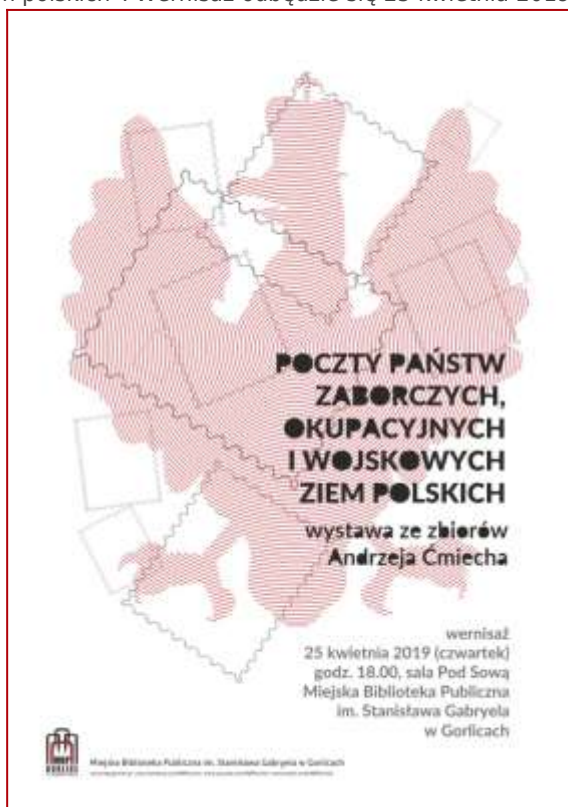 POCZTY PAŃSTW
ZABORCZYCH,
OKUPACYJNYCH
I WOJSKOWYCH
ZIEM POLSKICH
wystawa ze zbiorów
Andrzeja Ćmiecha
wernisaż
25 kwietnia 2019 (czwartek)
godz. 18.00, sala Pod Sową
Miejska Biblioteka Publiczna
im. Stanisława Gabryela
w Gorlicach
Miejska Biblioteka Publiczna im. Stanisława Gabryela w Gorlicach